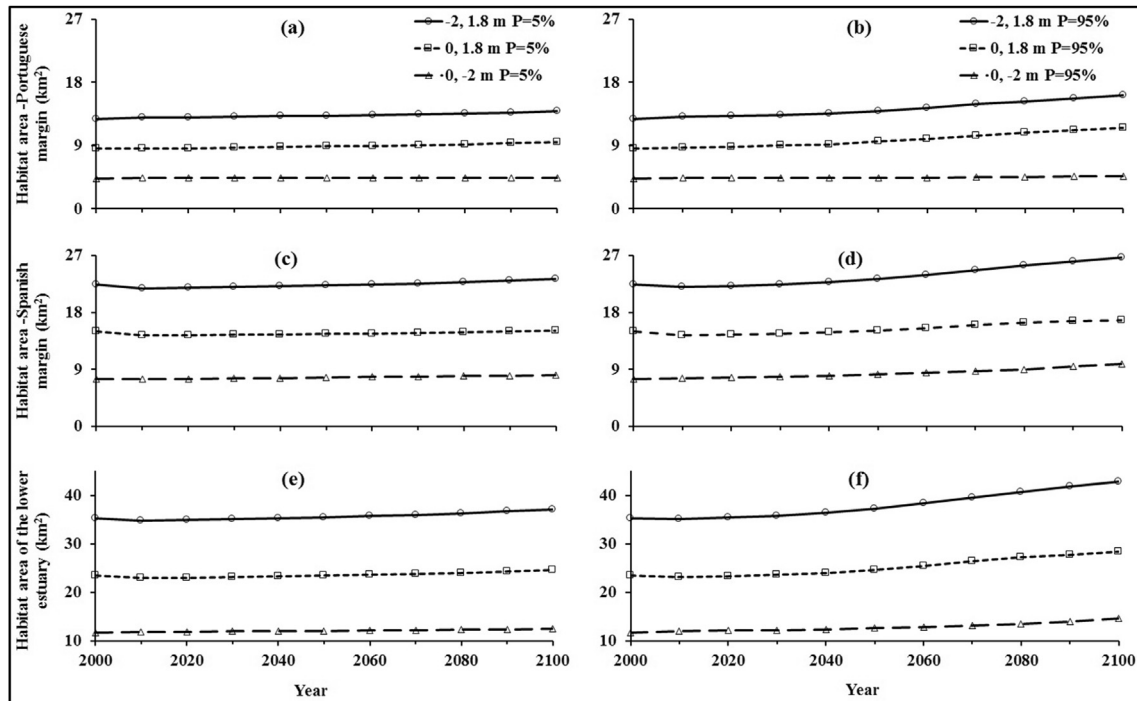 (a)
-2, 1.8 m P=5%
0, 1.8 m P=5%
0, -2 m P=5%
Habitat area -Portuguese
margin (km²)
27
18
9
0
(b)
-2, 1.8 m P=95%
0, 1.8 m P=95%
0, -2 m P=95%
27
18
9
0
(c)
Habitat area -Spanish
margin (km²)
27
18
9
0
(d)
27
18
9
0
(e)
Habitat area of the lower
estuary (km²)
40
30
20
10
2000 2020 2040 2060 2080 2100
Year
(f)
40
30
20
10
2000 2020 2040 2060 2080 2100
Year